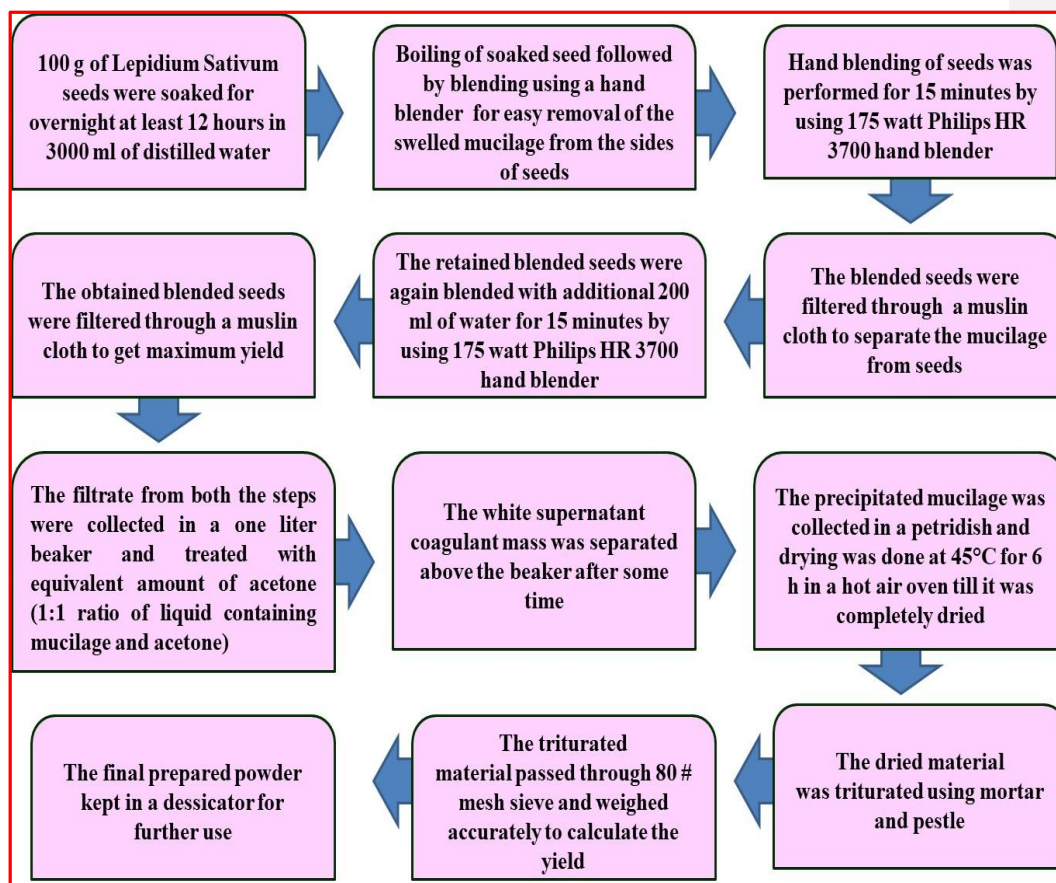 100 g of Lepidium Sativum
seeds were soaked for
overnight at least 12 hours in
3000 ml of distilled water
Boiling of soaked seed followed
by blending using a hand
blender for easy removal of the
swelled mucilage from the sides
of seeds
Hand blending of seeds was
performed for 15 minutes by
using 175 watt Philips HR
3700 hand blender
The blended seeds were
filtered through a muslin
cloth to separate the mucilage
from seeds
The retained blended seeds were
again blended with additional 200
ml of water for 15 minutes by
using 175 watt Philips HR 3700
hand blender
The obtained blended seeds
were filtered through a muslin
cloth to get maximum yield
The filtrate from both the steps
were collected in a one liter
beaker and treated with
equivalent amount of acetone
(1:1 ratio of liquid containing
mucilage and acetone)
The white supernatant
coagulant mass was separated
above the beaker after some
time
The precipitated mucilage was
collected in a petridish and
drying was done at 45°C for 6
h in a hot air oven till it was
completely dried
The dried material
was triturated using mortar
and pestle
The triturated
material passed through 80 #
mesh sieve and weighed
accurately to calculate the
yield
The final prepared powder
kept in a dessicator for
further use